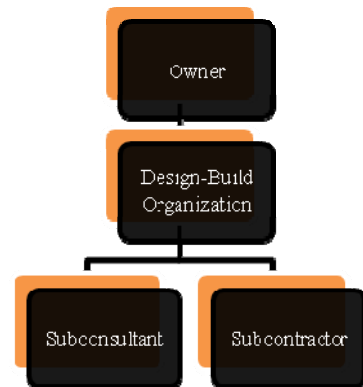 Owner
Design-Build
Organization
Subconsultant
Subcontractor